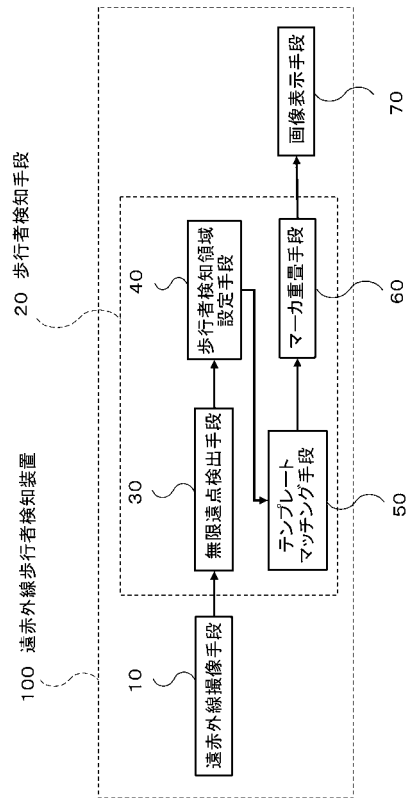 100 遠赤外線歩行者検知装置
20 歩行者検知手段
10
遠赤外線撮像手段
30
無限遠点検出手段
40
歩行者検知領域
設定手段
テンプレート
マッチング手段
50
マーカ重畳手段
60
画像表示手段
70